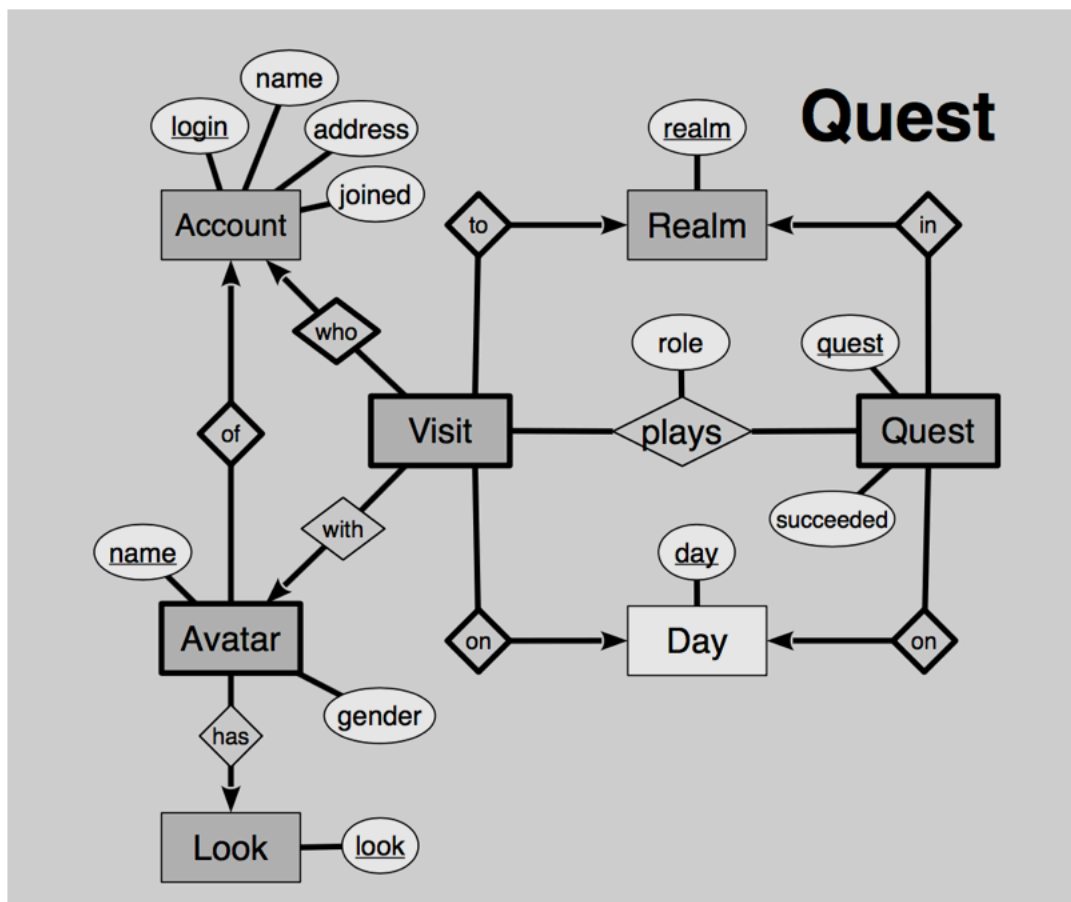 Quest
name
login
address
realm
joined
Account
to
Realm
in
who
role
quest
of
Visit
plays
Quest
with
succeeded
name
day
Avatar
on
Day
on
gender
has
Look
look